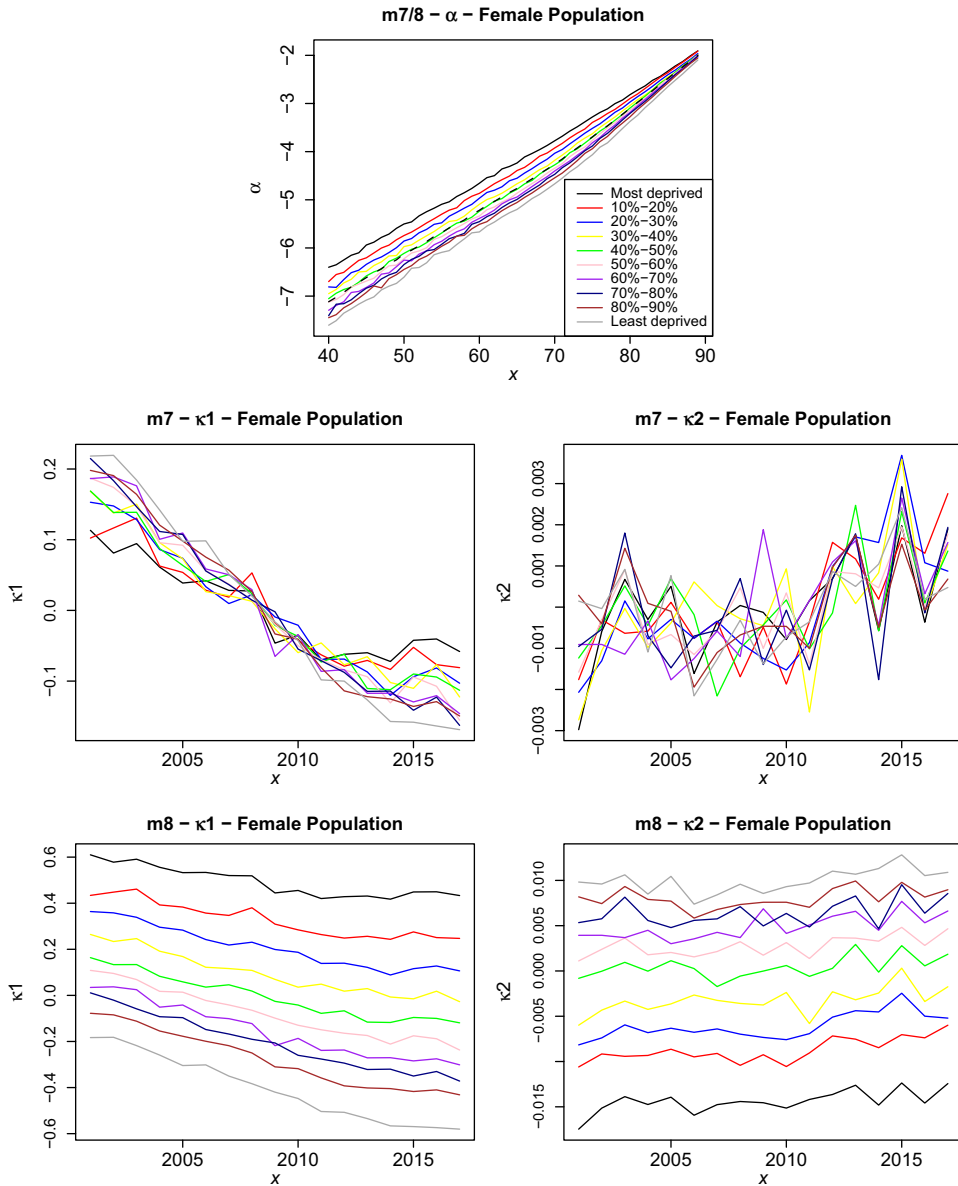 m7/8 − α − Female Population
α
−2
−3
−4
−5
−6
−7
40 50 60 70 80 90
x
Most deprived
10%−20%
20%−30%
30%−40%
40%−50%
50%−60%
60%−70%
70%−80%
80%−90%
Least deprived
m7 − κ1 − Female Population
κ1
0.2
0.1
0.0
−0.1
2005 2010 2015
x
m7 − κ2 − Female Population
κ2
0.003
0.002
0.001
−0.001
−0.003
2005 2010 2015
x
m8 − κ1 − Female Population
κ1
0.6
0.4
0.2
0.0
−0.2
−0.4
−0.6
2005 2010 2015
x
m8 − κ2 − Female Population
κ2
0.010
0.005
0.000
−0.005
−0.015
2005 2010 2015
x